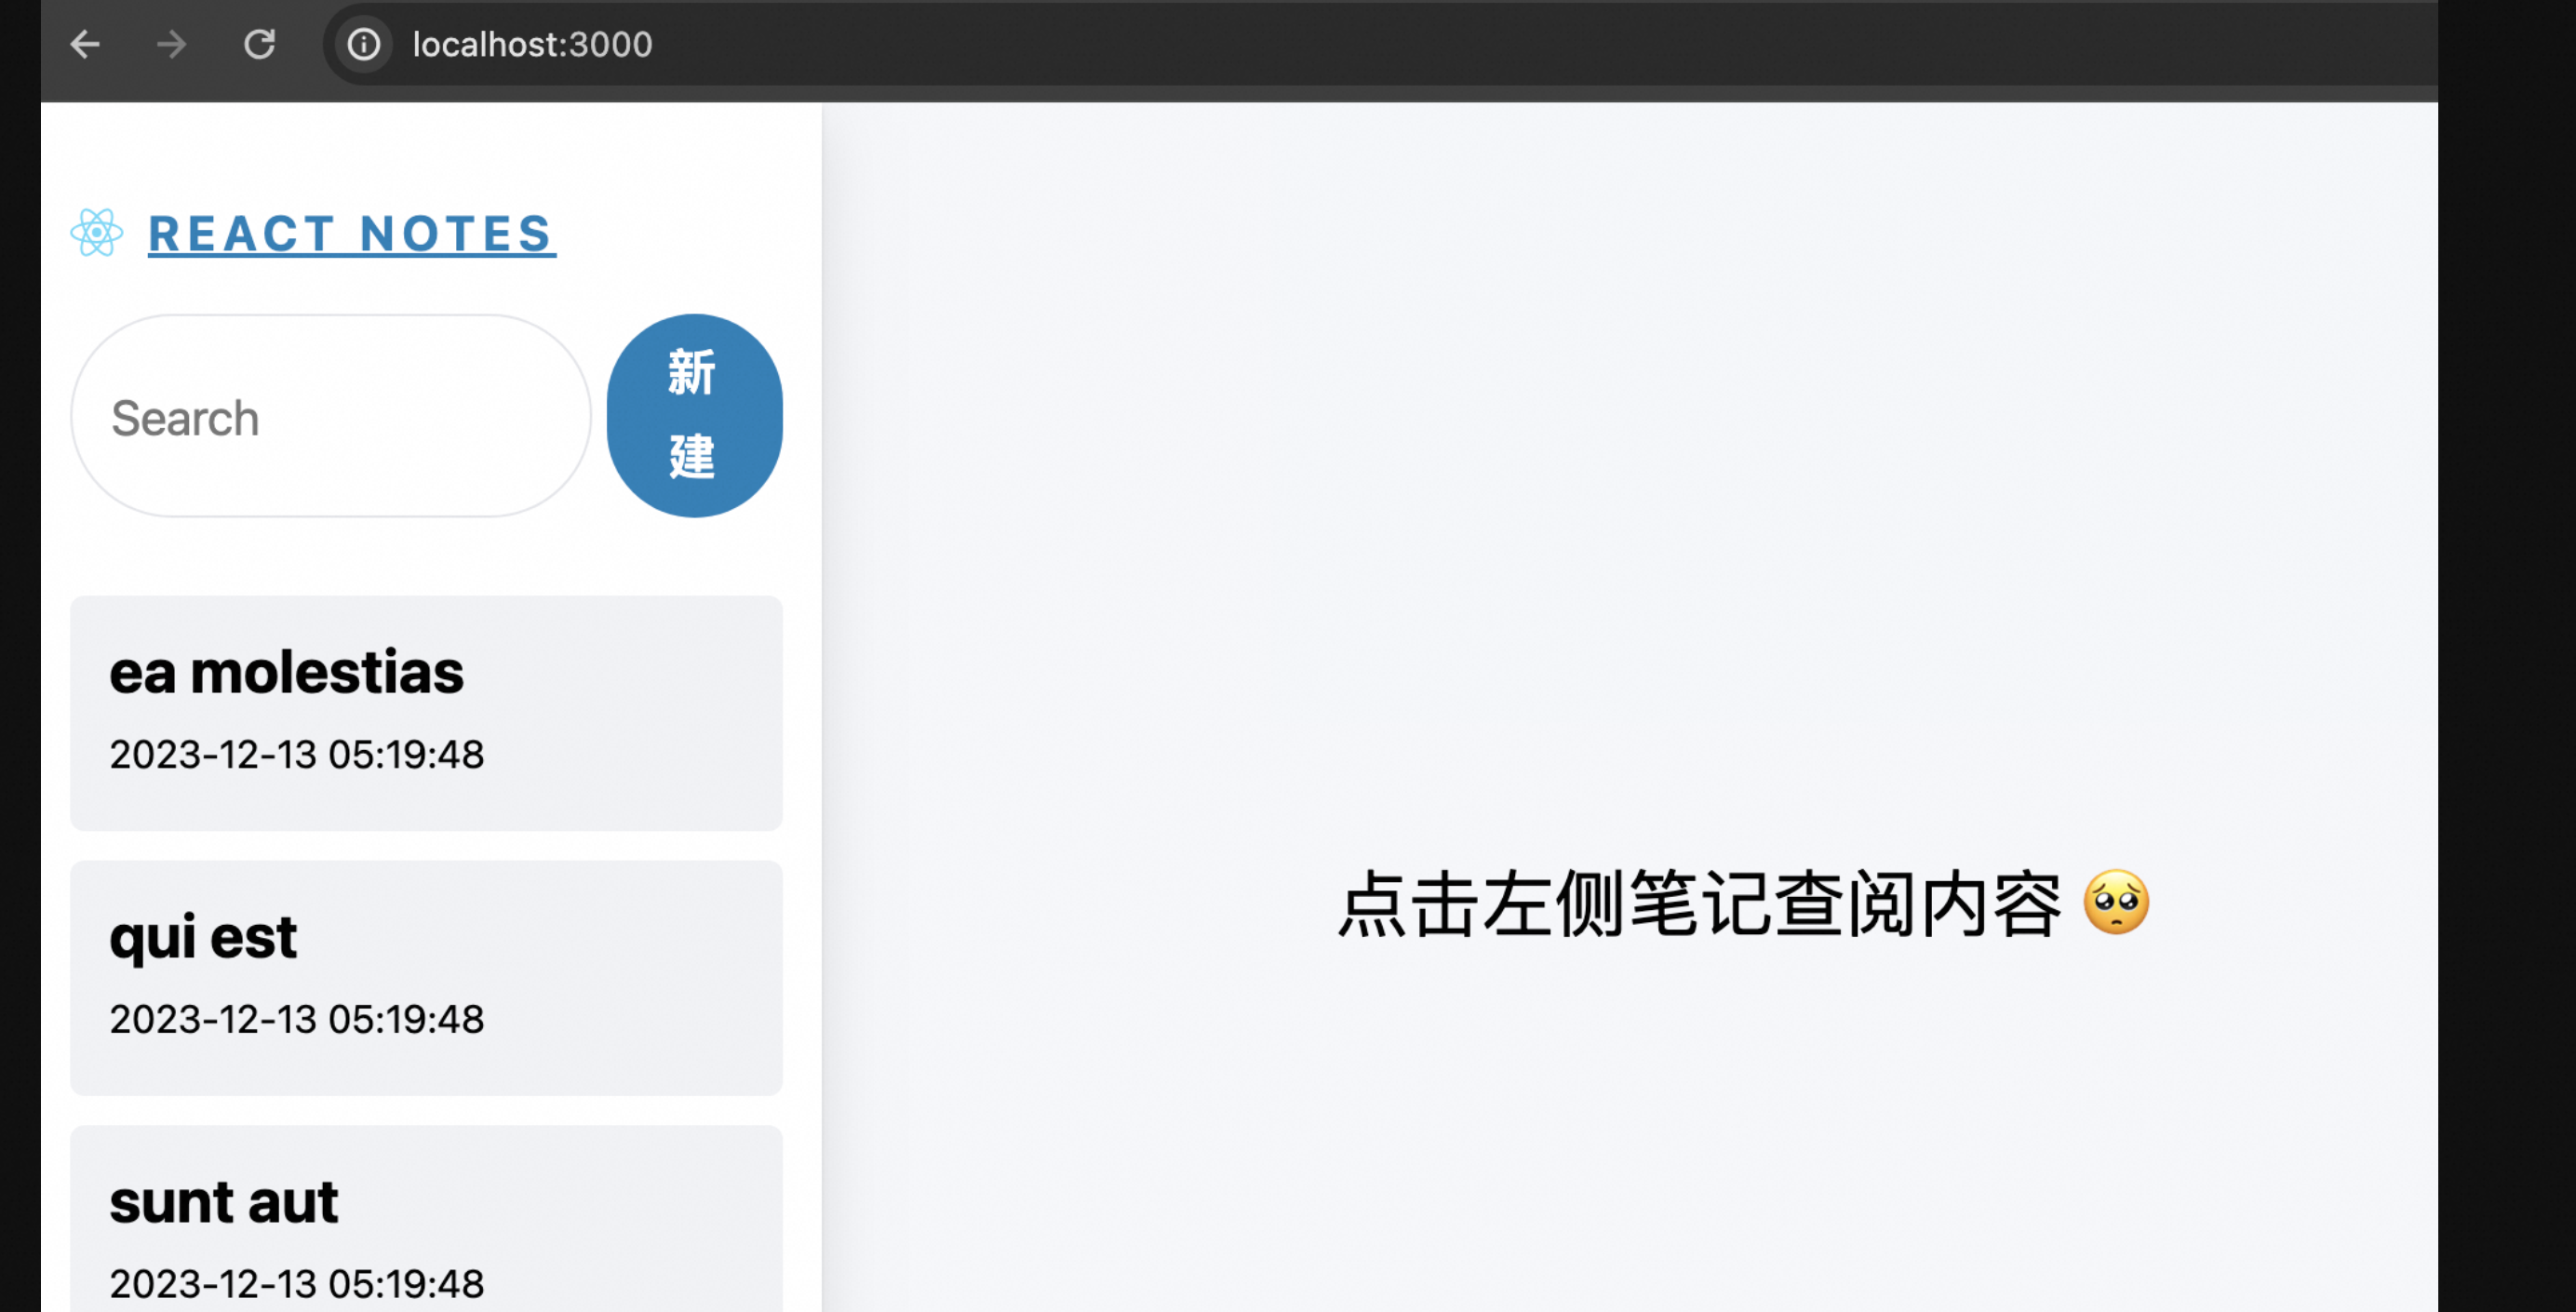 localhost:3000
REACT NOTES
Search
新
建
ea molestias
2023-12-13 05:19:48
qui est
2023-12-13 05:19:48
sunt aut
2023-12-13 05:19:48
点击左侧笔记查阅内容 🥺